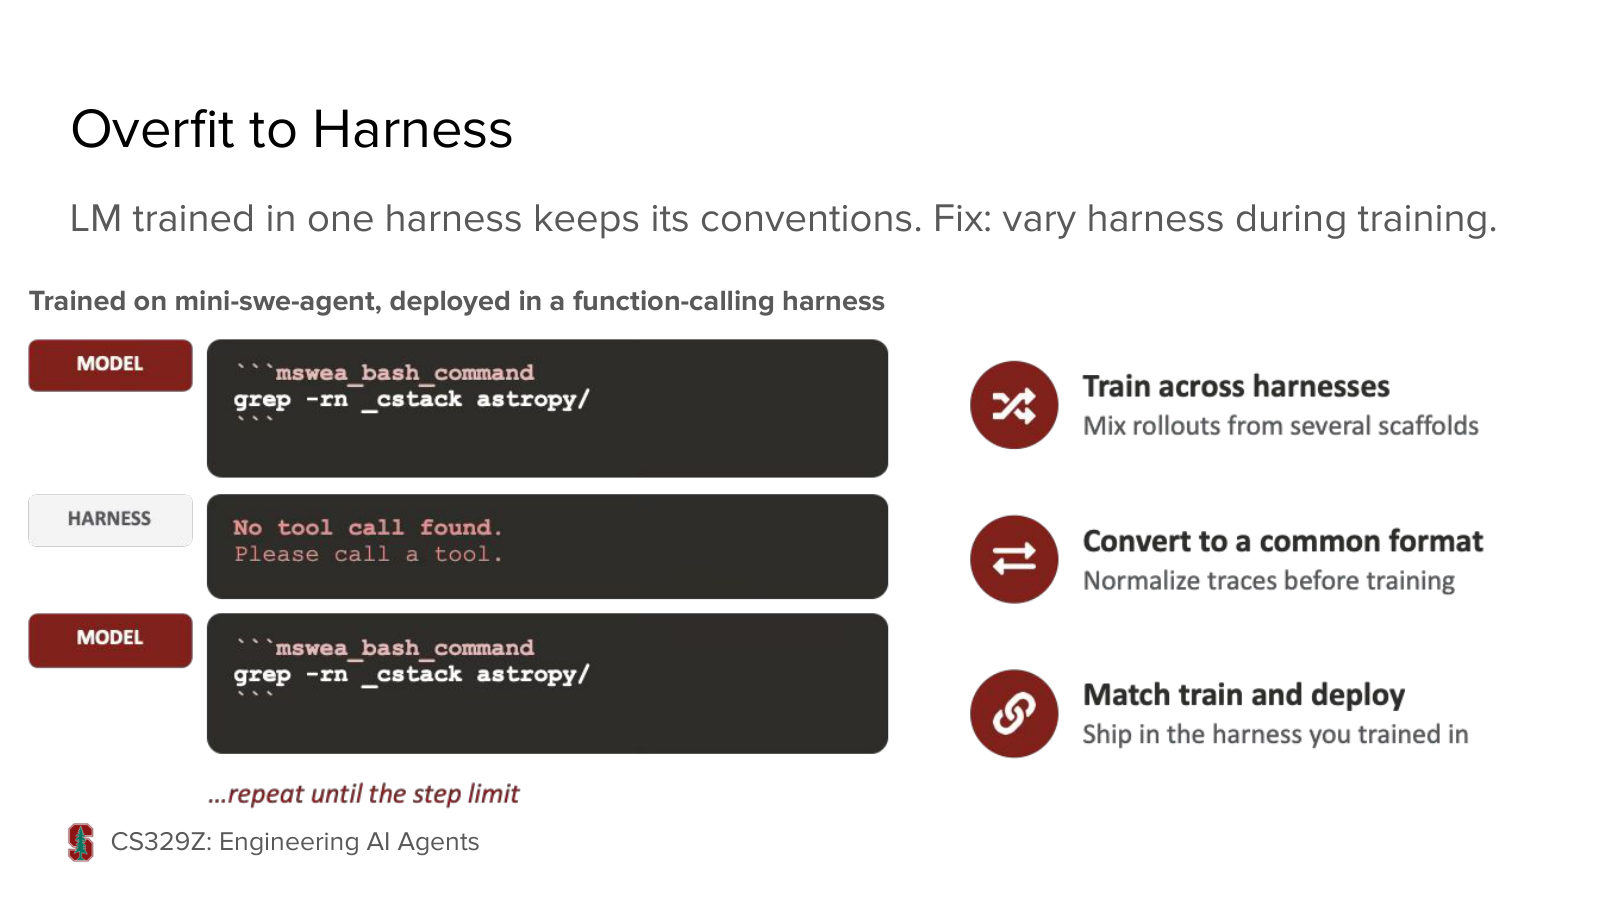 Overfit to Harness
LM trained in one harness keeps its conventions. Fix: vary harness during training.
Trained on mini-swe-agent, deployed in a function-calling harness
MODEL
```mswea_bash_command
grep -rn _cstack astropy/
```
HARNESS
No tool call found.
Please call a tool.
MODEL
```mswea_bash_command
grep -rn _cstack astropy/
```
...repeat until the step limit
Train across harnesses
Mix rollouts from several scaffolds
Convert to a common format
Normalize traces before training
Match train and deploy
Ship in the harness you trained in
CS329Z: Engineering AI Agents